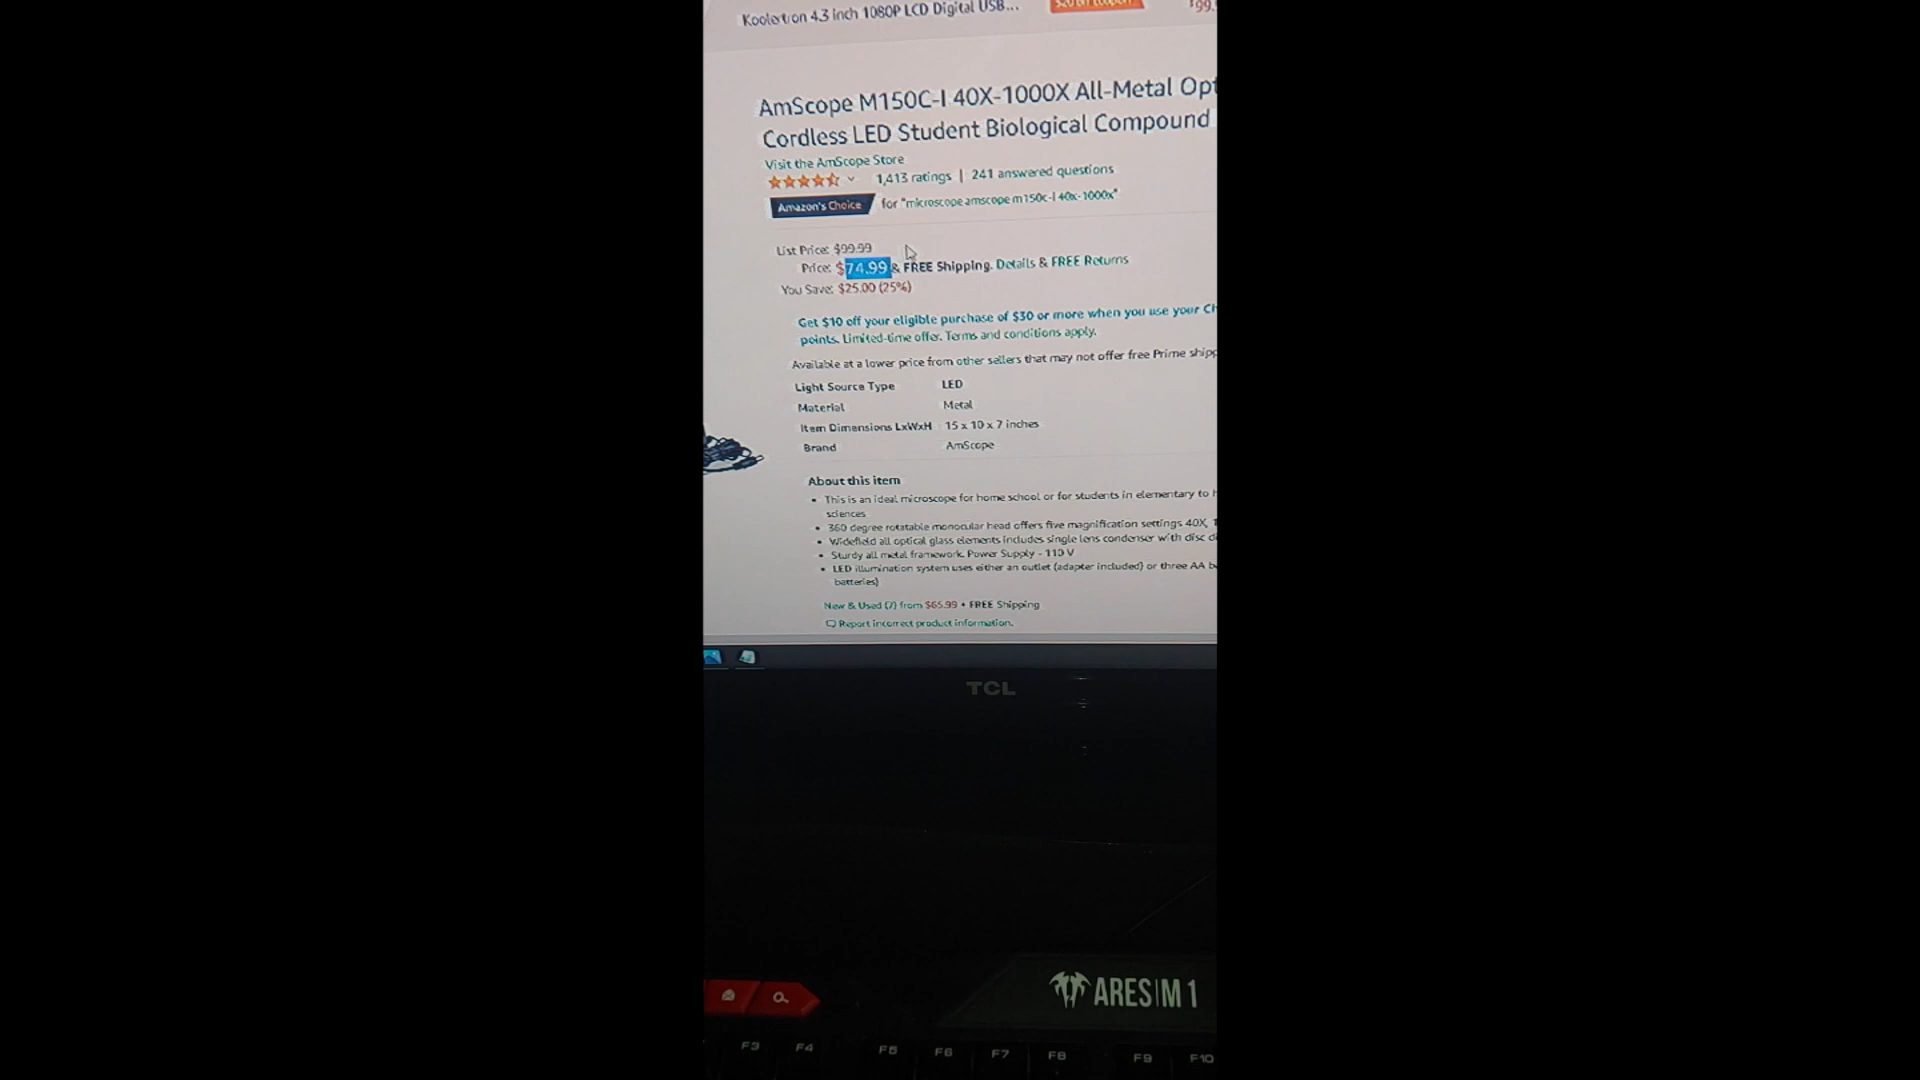 Koolertron 4.3 inch 1080P LCD Digital USB...
$20 off coupon
$99.
AmScope M150C-I 40X-1000X All-Metal Opt
Cordless LED Student Biological Compound
Visit the AmScope Store
1,413 ratings | 241 answered questions
Amazon's Choice for "microscope amscope m150c-i 40x-1000x"
List Price: $99.99
Price: $74.99 & FREE Shipping. Details & FREE Returns
You Save: $25.00 (25%)
Get $10 off your eligible purchase of $30 or more when you use your Ch
points. Limited-time offer. Terms and conditions apply.
Available at a lower price from other sellers that may not offer free Prime shipp
Light Source Type LED
Material Metal
Item Dimensions LxWxH 15 x 10 x 7 inches
Brand AmScope
About this item
• This is an ideal microscope for home school or for students in elementary to h
sciences
• 360 degree rotatable monocular head offers five magnification settings 40X, 1
• Widefield all optical glass elements includes single lens condenser with disc d
• Sturdy all metal framework. Power Supply - 110 V
• LED illumination system uses either an outlet (adapter included) or three AA b
batteries)
New & Used (7) from $65.99 • FREE Shipping
Report incorrect product information.
TCL
ARES|M 1
F3 F4 F5 F6 F7 F8 F9 F10